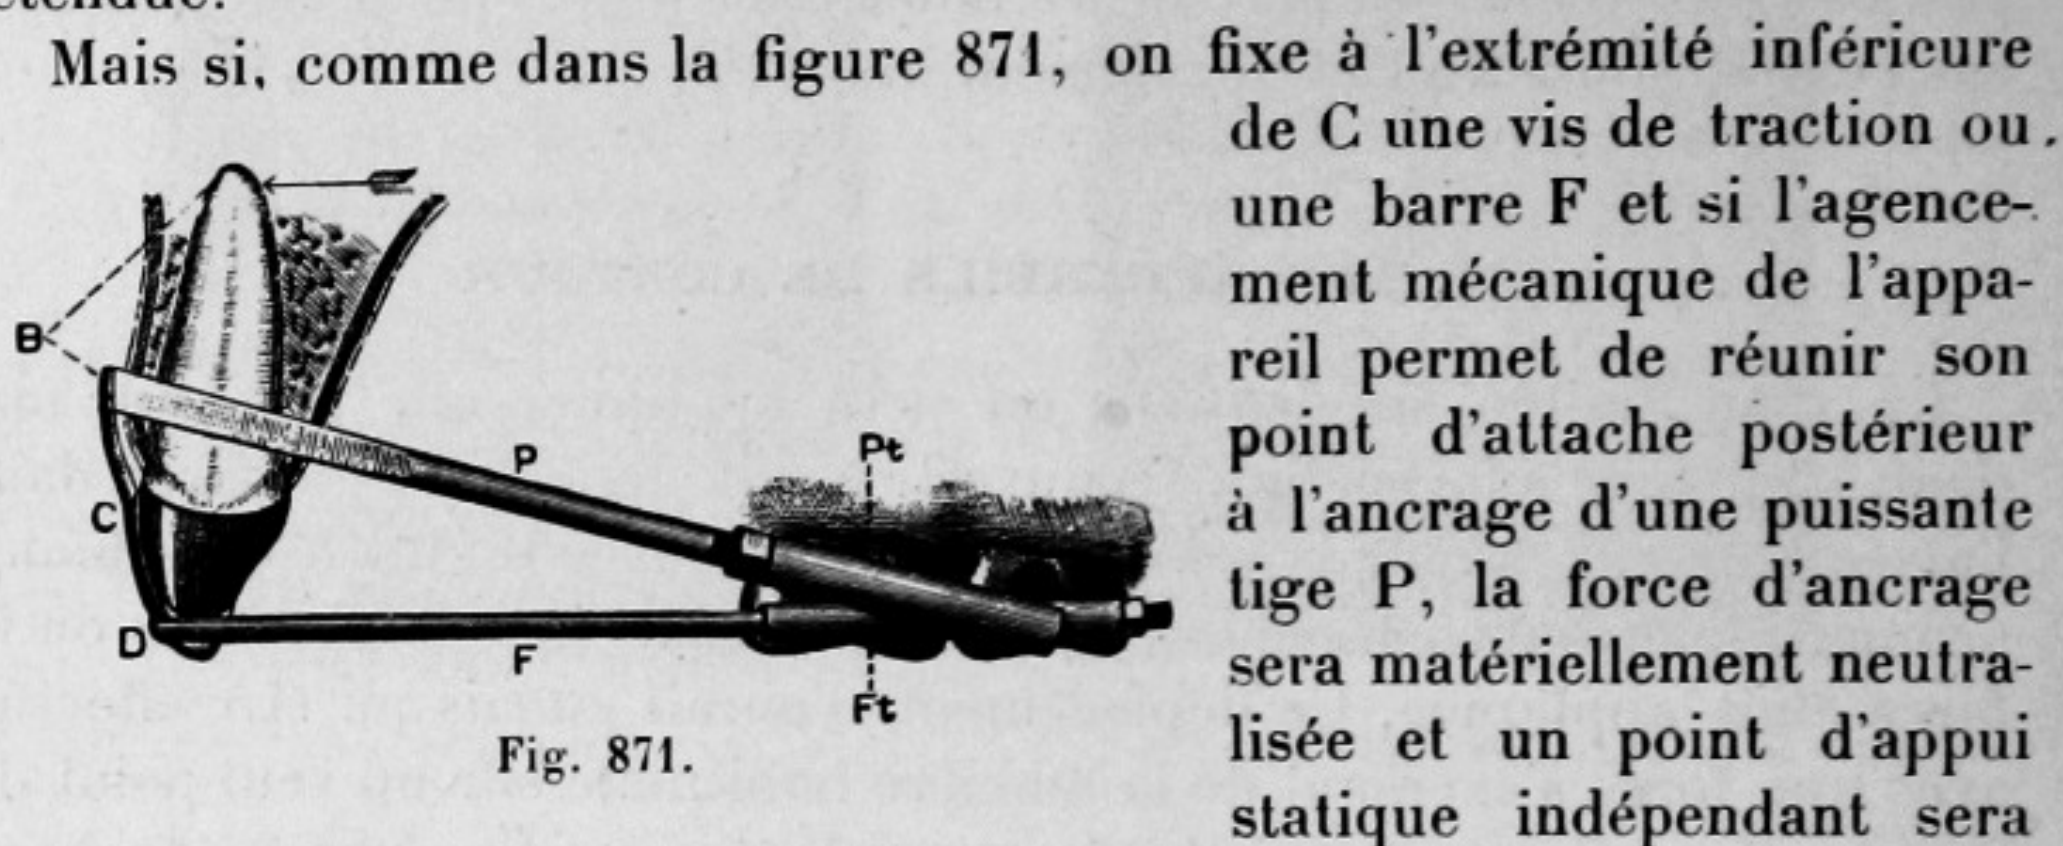 Mais si, comme dans la figure 871, on fixe à l'extrémité inférieure
de C une vis de traction ou
une barre F et si l'agence-
ment mécanique de l'appa-
reil permet de réunir son
point d'attache postérieur
à l'ancrage d'une puissante
tige P, la force d'ancrage
sera matériellement neutra-
lisée et un point d'appui
statique indépendant sera
B
P
Pt
C
D
F
Ft
Fig. 871.